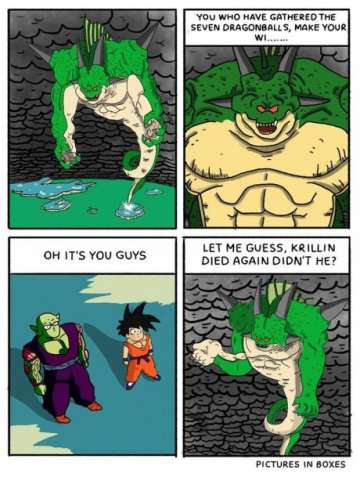 YOU WHO HAVE GATHERED THE
SEVEN DRAGONBALLS, MAKE YOUR
WI.......
OH IT'S YOU GUYS
LET ME GUESS, KRILLIN
DIED AGAIN DIDN'T HE?
PICTURES IN BOXES